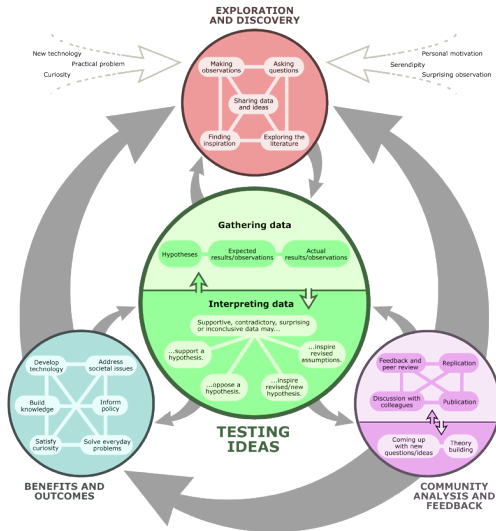 EXPLORATION
AND DISCOVERY
New technology
Practical problem
Curiosity
Personal motivation
Serendipity
Surprising observation
Making
observations
Asking
questions
Sharing data
and ideas
Finding
inspiration
Exploring the
literature
Gathering data
Hypotheses
Expected
results/observations
Actual
results/observations
Interpreting data
Supportive, contradictory, surprising
or inconclusive data may...
...support a
hypothesis.
...inspire
revised
assumptions.
...oppose a
hypothesis.
...inspire
revised/new
hypothesis.
TESTING
IDEAS
Develop
technology
Address
societal issues
Build
knowledge
Inform
policy
Satisfy
curiosity
Solve everyday
problems
BENEFITS AND
OUTCOMES
Feedback and
peer review
Replication
Discussion with
colleagues
Publication
Coming up
with new
questions/ideas
Theory
building
COMMUNITY
ANALYSIS AND
FEEDBACK